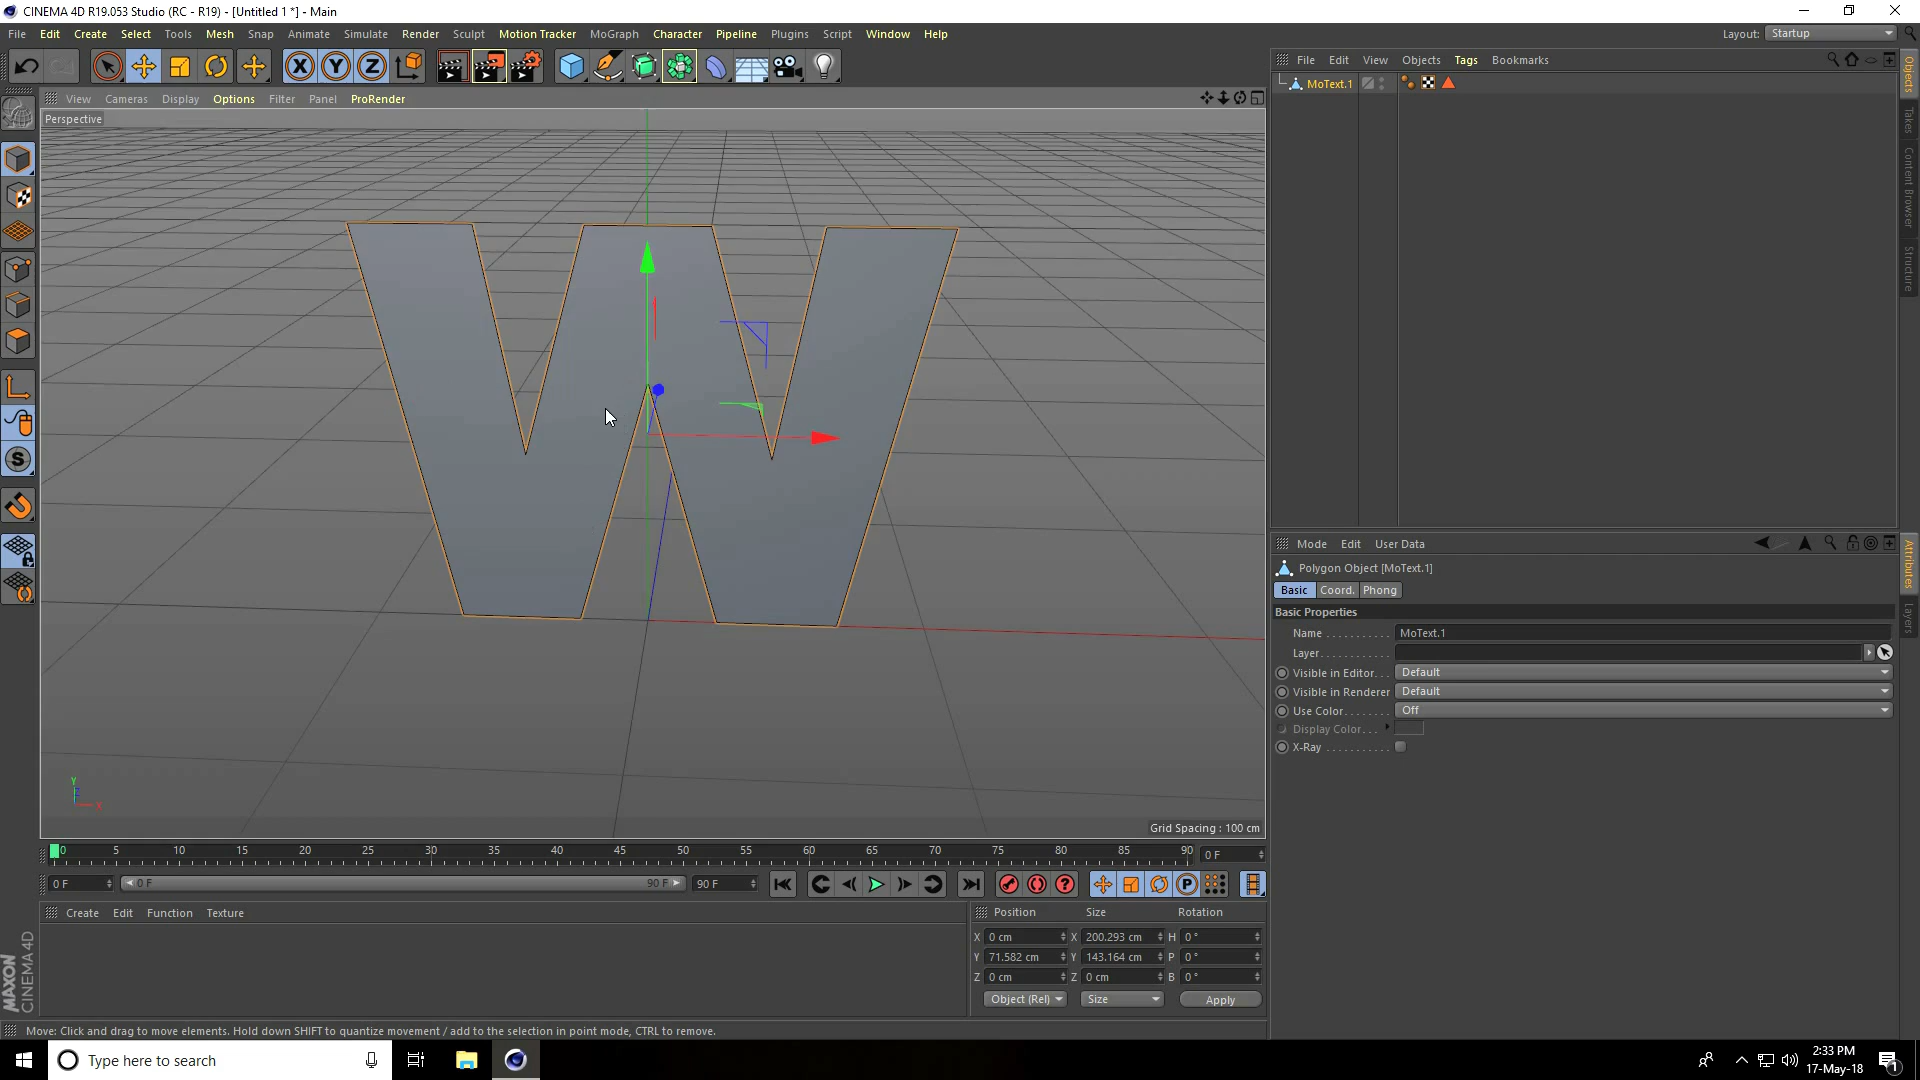 CINEMA 4D R19.053 Studio (RC - R19) - [Untitled 1 *] - Main
File Edit Create Select Tools Mesh Snap Animate Simulate Render Sculpt Motion Tracker MoGraph Character Pipeline Plugins Script Window Help
Layout: Startup
File Edit View Objects Tags Bookmarks
MoText.1
View Cameras Display Options Filter Panel ProRender
Perspective
Objects
Takes
Content Browser
Structure
Mode Edit User Data
Polygon Object [MoText.1]
Basic Coord. Phong
Basic Properties
Name . . . . . . . . . . . MoText.1
Layer. . . . . . . . . . . .
Visible in Editor. . . Default
Visible in Renderer Default
Use Color. . . . . . . . Off
Display Color. . .
X-Ray . . . . . . . . . . .
Attributes
Layers
X Y Z
S
W
Y
X
Grid Spacing : 100 cm
0 5 10 15 20 25 30 35 40 45 50 55 60 65 70 75 80 85 90
0 F
0 F 0 F 90 F 90 F
P
Create Edit Function Texture
Position Size Rotation
X 0 cm X 200.293 cm H 0 °
Y 71.582 cm Y 143.164 cm P 0 °
Z 0 cm Z 0 cm B 0 °
Object (Rel) Size Apply
MAXON
CINEMA 4D
Move: Click and drag to move elements. Hold down SHIFT to quantize movement / add to the selection in point mode, CTRL to remove.
Type here to search
2:33 PM
17-May-18
1